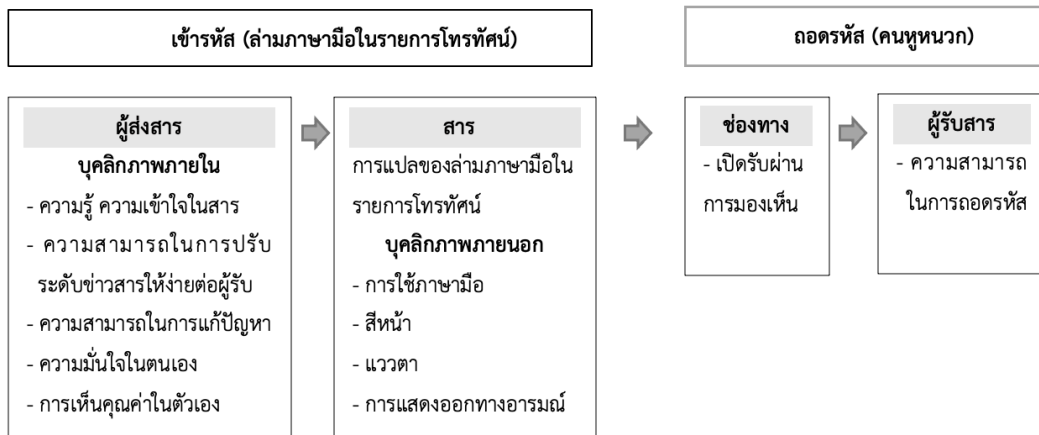 เข้ารหัส (ล่ามภาษามือในรายการโทรทัศน์)
ถอดรหัส (คนหูหนวก)
ผู้ส่งสาร
บุคลิกภาพภายใน
- ความรู้ ความเข้าใจในสาร
- ความสามารถในการปรับ
ระดับข่าวสารให้ง่ายต่อผู้รับ
- ความสามารถในการแก้ปัญหา
- ความมั่นใจในตนเอง
- การเห็นคุณค่าในตัวเอง
สาร
การแปลของล่ามภาษามือใน
รายการโทรทัศน์
บุคลิกภาพภายนอก
- การใช้ภาษามือ
- สีหน้า
- แววตา
- การแสดงออกทางอารมณ์
ช่องทาง
- เปิดรับผ่าน
การมองเห็น
ผู้รับสาร
- ความสามารถ
ในการถอดรหัส